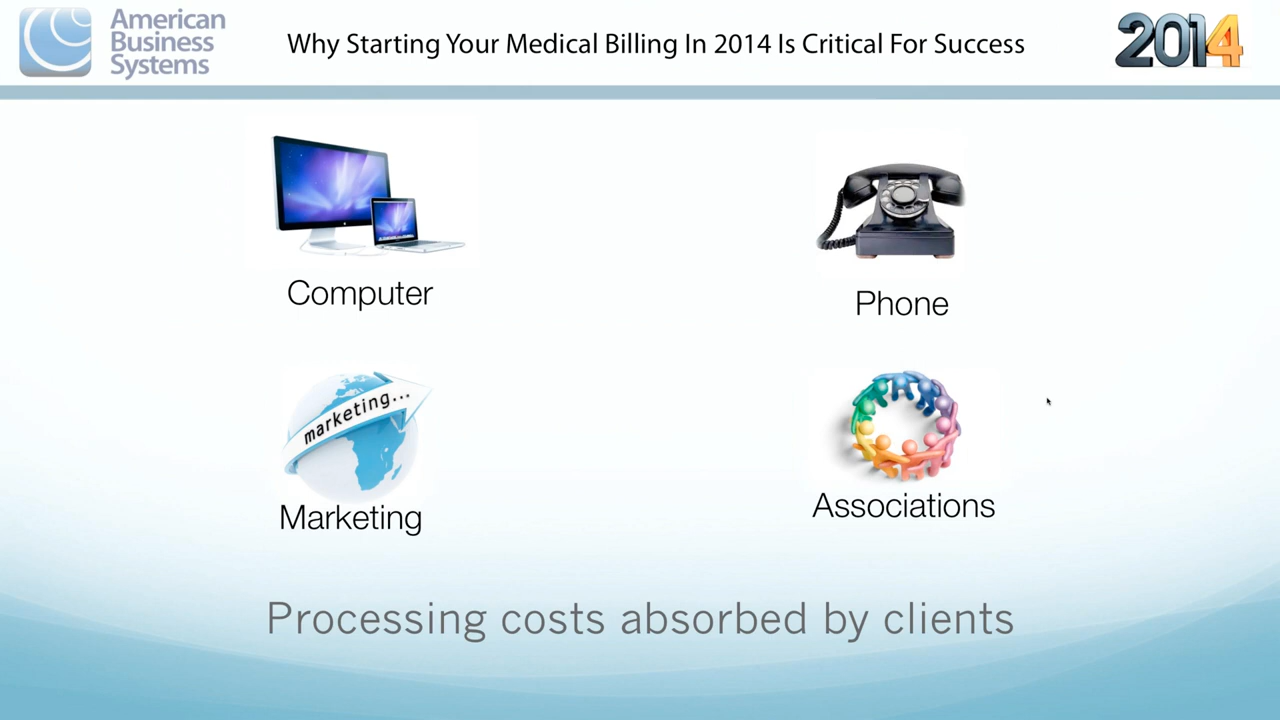 American
Business
Systems
Why Starting Your Medical Billing In 2014 Is Critical For Success
2014
Computer
Phone
marketing...
Marketing
Associations
Processing costs absorbed by clients